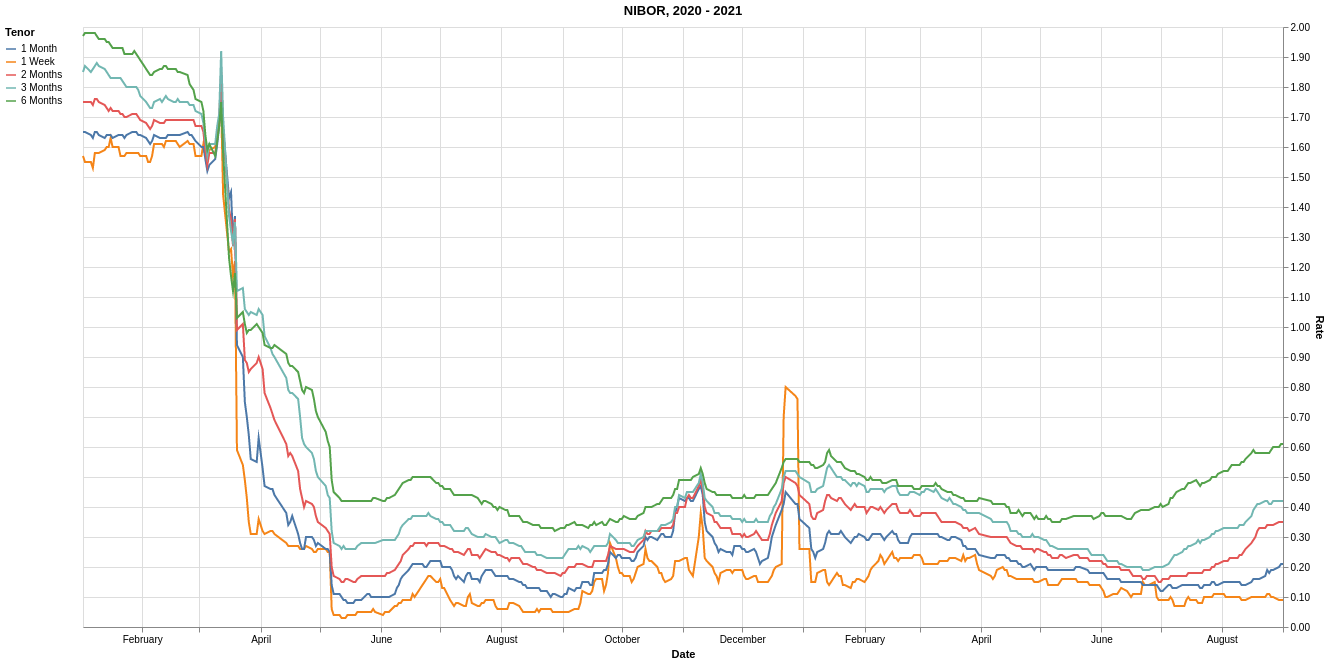 NIBOR, 2020 - 2021
Tenor
1 Month
1 Week
2 Months
3 Months
6 Months
2.00
1.90
1.80
1.70
1.60
1.50
1.40
1.30
1.20
1.10
1.00
0.90
0.80
0.70
0.60
0.50
0.40
0.30
0.20
0.10
0.00
Rate
February April June August October December February April June August
Date